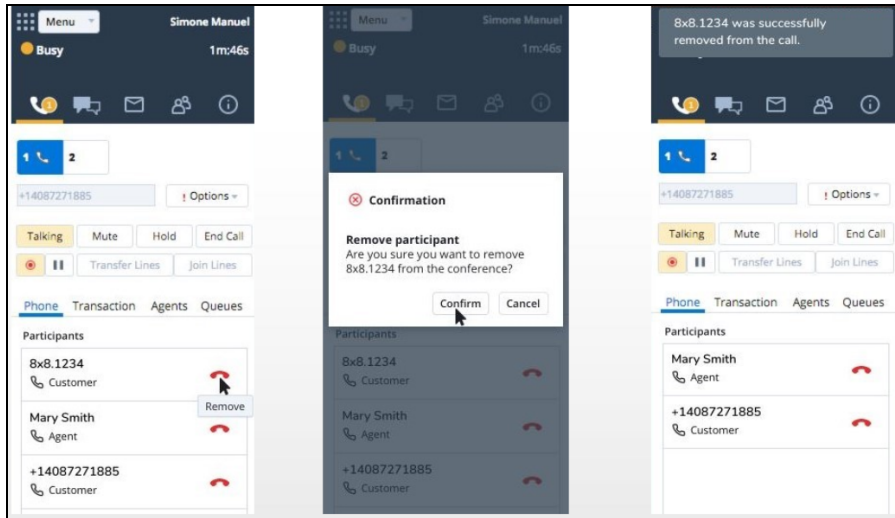 Menu
Simone Manuel
Busy
1m:46s
1
1
2
+14087271885
! Options
Talking
Mute
Hold
End Call
Transfer Lines
Join Lines
Phone
Transaction
Agents
Queues
Participants
8x8.1234
Customer
Remove
Mary Smith
Agent
+14087271885
Customer
Menu
Simone Manuel
Busy
1m:46s
1
1
2
Confirmation
Remove participant
Are you sure you want to remove
8x8.1234 from the conference?
Confirm
Cancel
Participants
8x8.1234
Customer
Mary Smith
Agent
+14087271885
Customer
8x8.1234 was successfully
removed from the call.
1
1
2
+14087271885
! Options
Talking
Mute
Hold
End Call
Transfer Lines
Join Lines
Phone
Transaction
Agents
Queues
Participants
Mary Smith
Agent
+14087271885
Customer